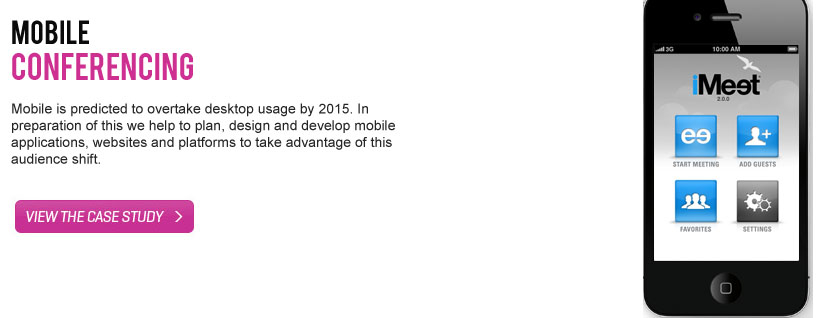 MOBILE
CONFERENCING
Mobile is predicted to overtake desktop usage by 2015. In
preparation of this we help to plan, design and develop mobile
applications, websites and platforms to take advantage of this
audience shift.
VIEW THE CASE STUDY
3G 10:00 AM
iMeet
2.0.0
ee
START MEETING ADD GUESTS
FAVORITES SETTINGS